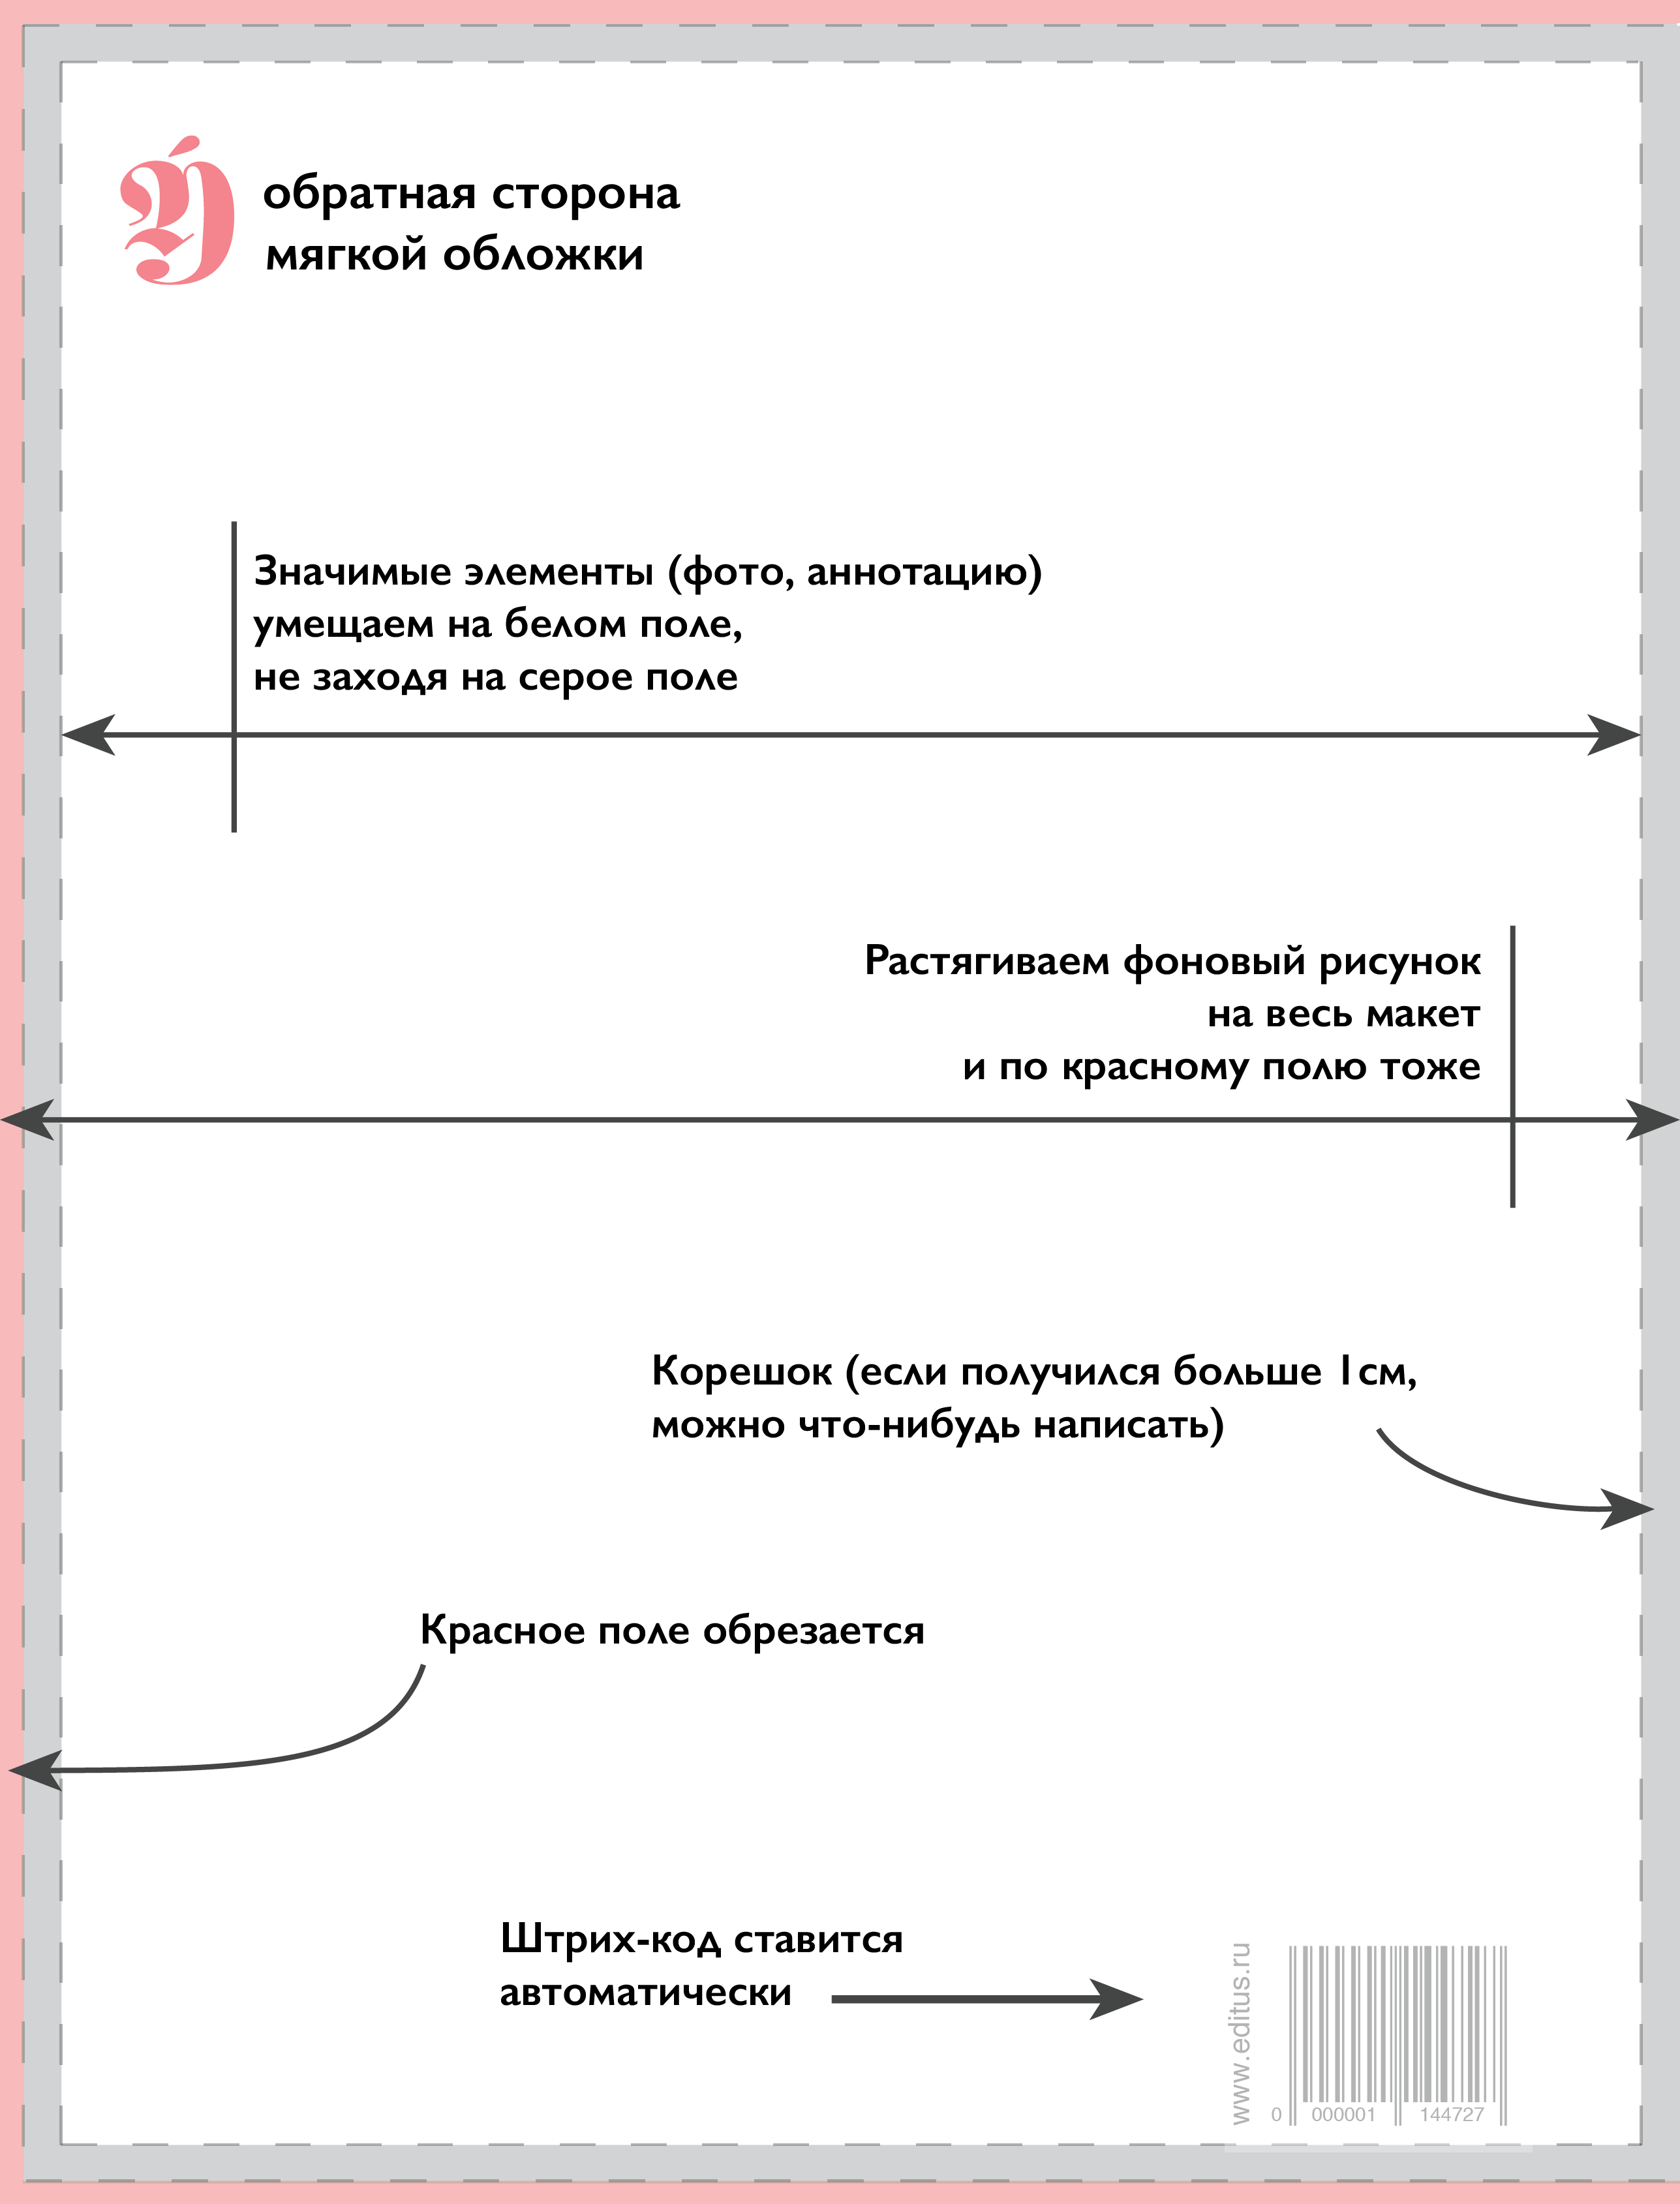 обратная сторона
мягкой обложки
Значимые элементы (фото, аннотацию)
умещаем на белом поле,
не заходя на серое поле
Растягиваем фоновый рисунок
на весь макет
и по красному полю тоже
Корешок (если получился больше 1см,
можно что-нибудь написать)
Красное поле обрезается
Штрих-код ставится
автоматически
www.editus.ru
0 000001 144727